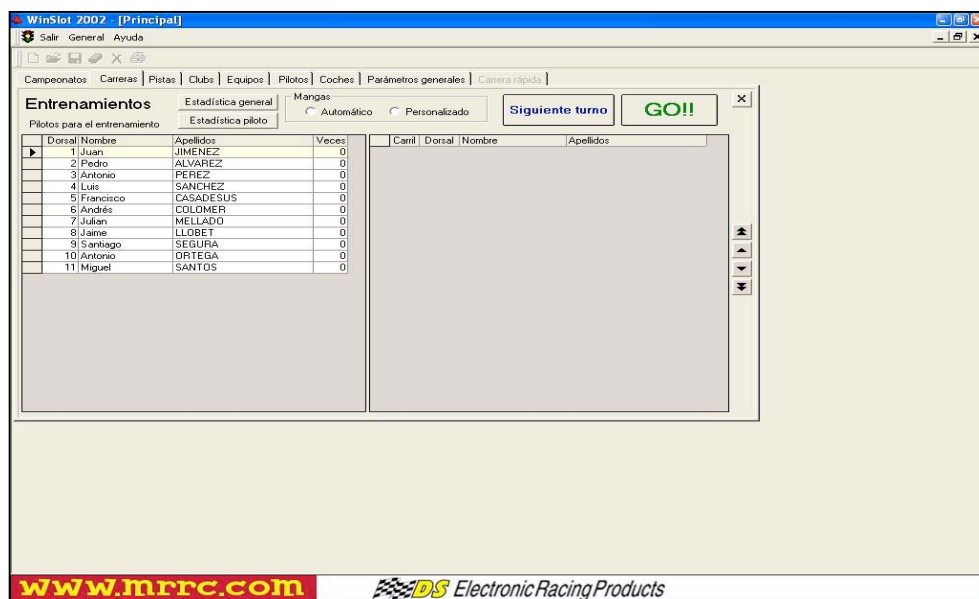 WinSlot 2002 - [Principal]
Salir General Ayuda
Campeonatos Carreras Pistas Clubs Equipos Pilotos Coches Parámetros generales Carrera rápida
Entrenamientos
Pilotos para el entrenamiento
Estadística general
Estadística piloto
Mangas
Automático Personalizado
Siguiente turno
GO!!
Dorsal Nombre Apellidos Veces
1 Juan JIMENEZ 0
2 Pedro ALVAREZ 0
3 Antonio PEREZ 0
4 Luis SANCHEZ 0
5 Francisco CASADESUS 0
6 Andrés COLOMER 0
7 Julian MELLADO 0
8 Jaime LLOBET 0
9 Santiago SEGURA 0
10 Antonio ORTEGA 0
11 Miguel SANTOS 0
Carril Dorsal Nombre Apellidos
www.mrrc.com
DS Electronic Racing Products